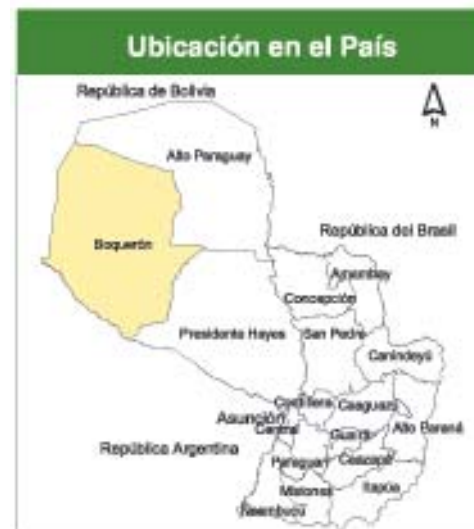 Ubicación en el País
República de Bolivia
N
Alto Paraguay
República del Brasil
Boquerón
Amambay
Concepción
Presidente Hayes
San Pedro
Canindeyú
Cordillera
Caaguazú
Asunción
Central
Guairá
Alto Paraná
República Argentina
Paraguarí
Caazapá
Misiones
Itapúa
Ñeembucú